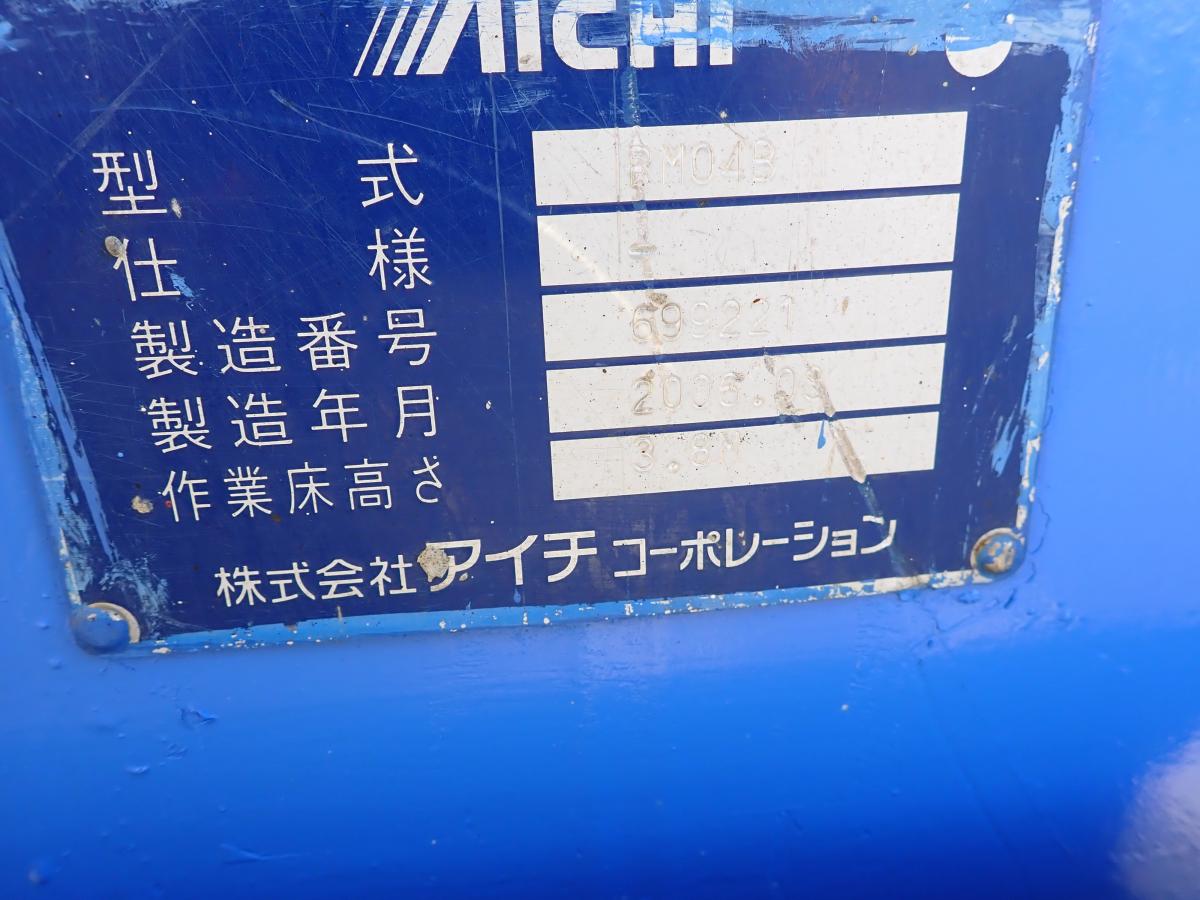 AICHI
型式 RM04B
仕様 -
製造番号 699221
製造年月 2006.09
作業床高さ 3.8M
株式会社アイチコーポレーション